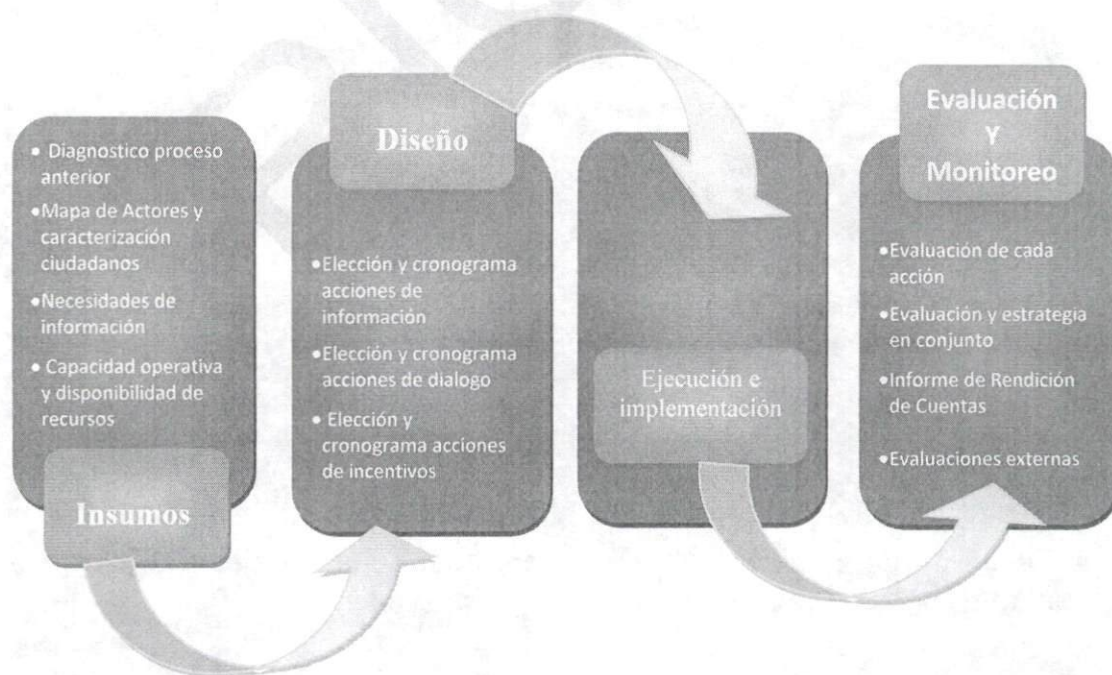 • Diagnostico proceso
anterior
•Mapa de Actores y
caracterización
ciudadanos
•Necesidades de
información
• Capacidad operativa
y disponibilidad de
recursos
Insumos
Diseño
•Elección y cronograma
acciones de
información
•Elección y cronograma
acciones de dialogo
• Elección y
cronograma acciones
de incentivos
Ejecución e
implementación
Evaluación
Y
Monitoreo
•Evaluación de cada
acción
•Evaluación y estrategia
en conjunto
•Informe de Rendición
de Cuentas
•Evaluaciones externas